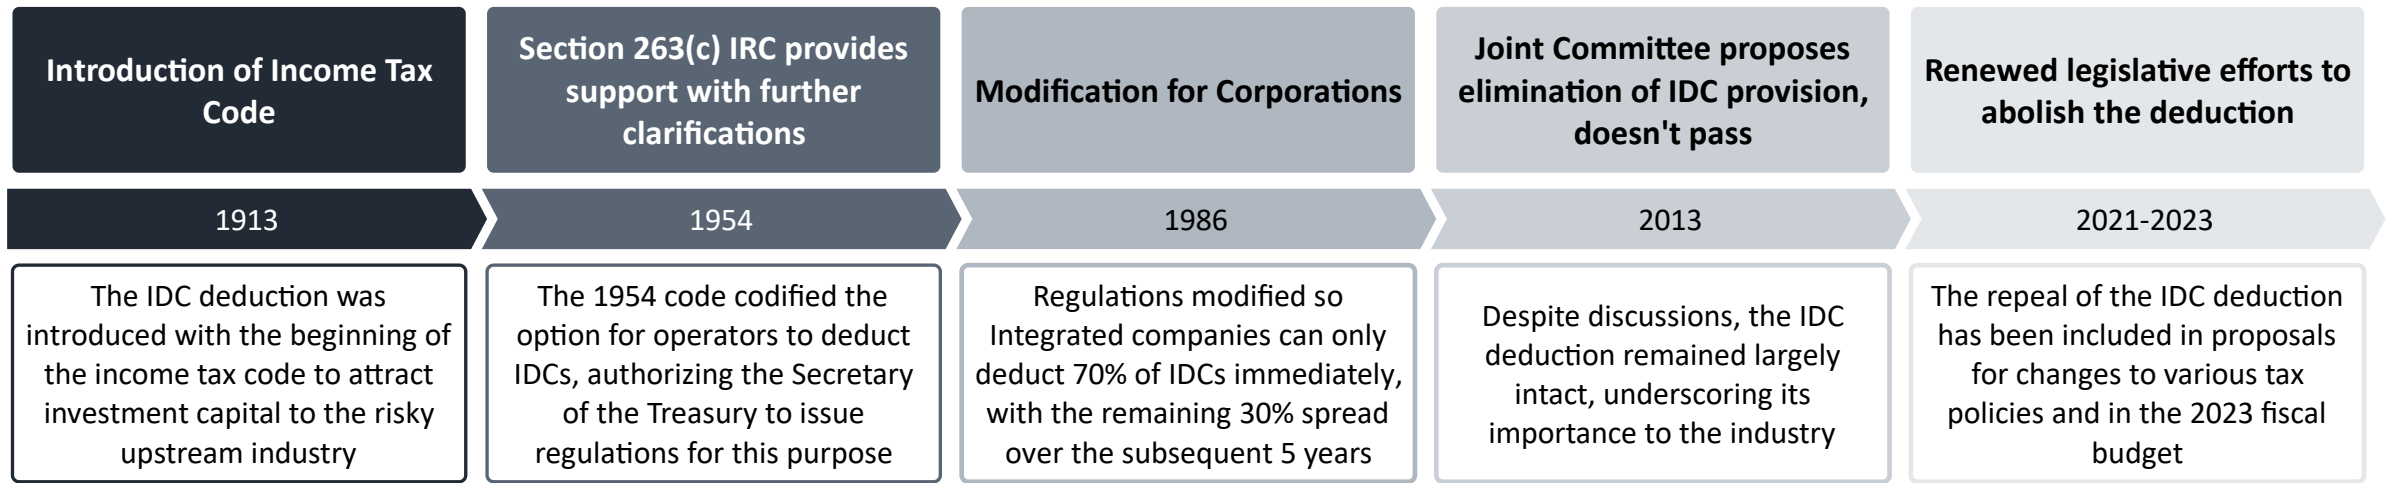 Introduction of Income Tax
Code
Section 263(c) IRC provides
support with further
clarifications
Modification for Corporations
Joint Committee proposes
elimination of IDC provision,
doesn't pass
Renewed legislative efforts to
abolish the deduction
1913
1954
1986
2013
2021-2023
The IDC deduction was
introduced with the beginning of
the income tax code to attract
investment capital to the risky
upstream industry
The 1954 code codified the
option for operators to deduct
IDCs, authorizing the Secretary
of the Treasury to issue
regulations for this purpose
Regulations modified so
Integrated companies can only
deduct 70% of IDCs immediately,
with the remaining 30% spread
over the subsequent 5 years
Despite discussions, the IDC
deduction remained largely
intact, underscoring its
importance to the industry
The repeal of the IDC deduction
has been included in proposals
for changes to various tax
policies and in the 2023 fiscal
budget